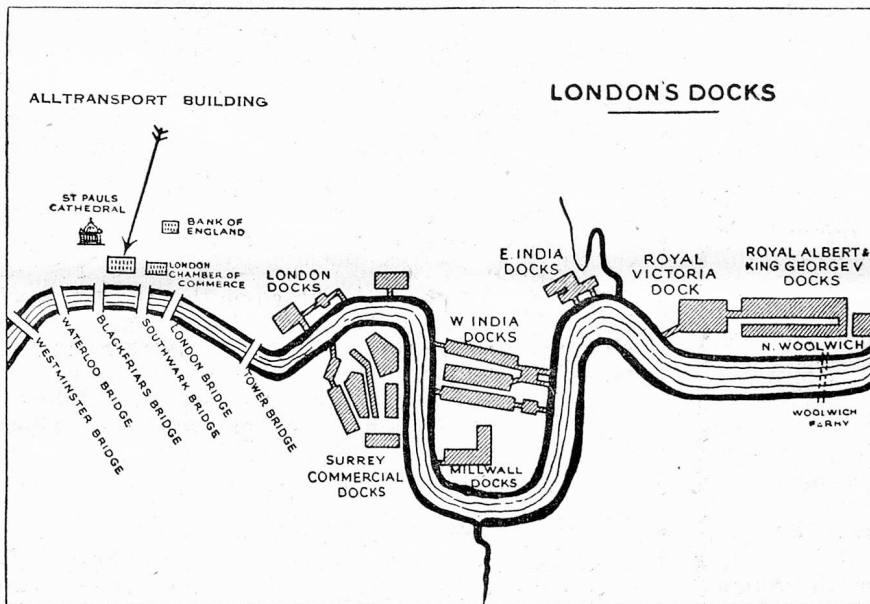 LONDON'S DOCKS
ALLTRANSPORT BUILDING
ST PAULS
CATHEDRAL
BANK OF
ENGLAND
LONDON
CHAMBER OF
COMMERCE
LONDON
DOCKS
E. INDIA
DOCKS
ROYAL
VICTORIA
DOCK
ROYAL ALBERT &
KING GEORGE V
DOCKS
W INDIA
DOCKS
N. WOOLWICH
WOOLWICH
FERRY
WESTMINSTER BRIDGE
WATERLOO BRIDGE
BLACKFRIARS BRIDGE
SOUTHWARK BRIDGE
LONDON BRIDGE
TOWER BRIDGE
SURREY
COMMERCIAL
DOCKS
MILLWALL
DOCKS